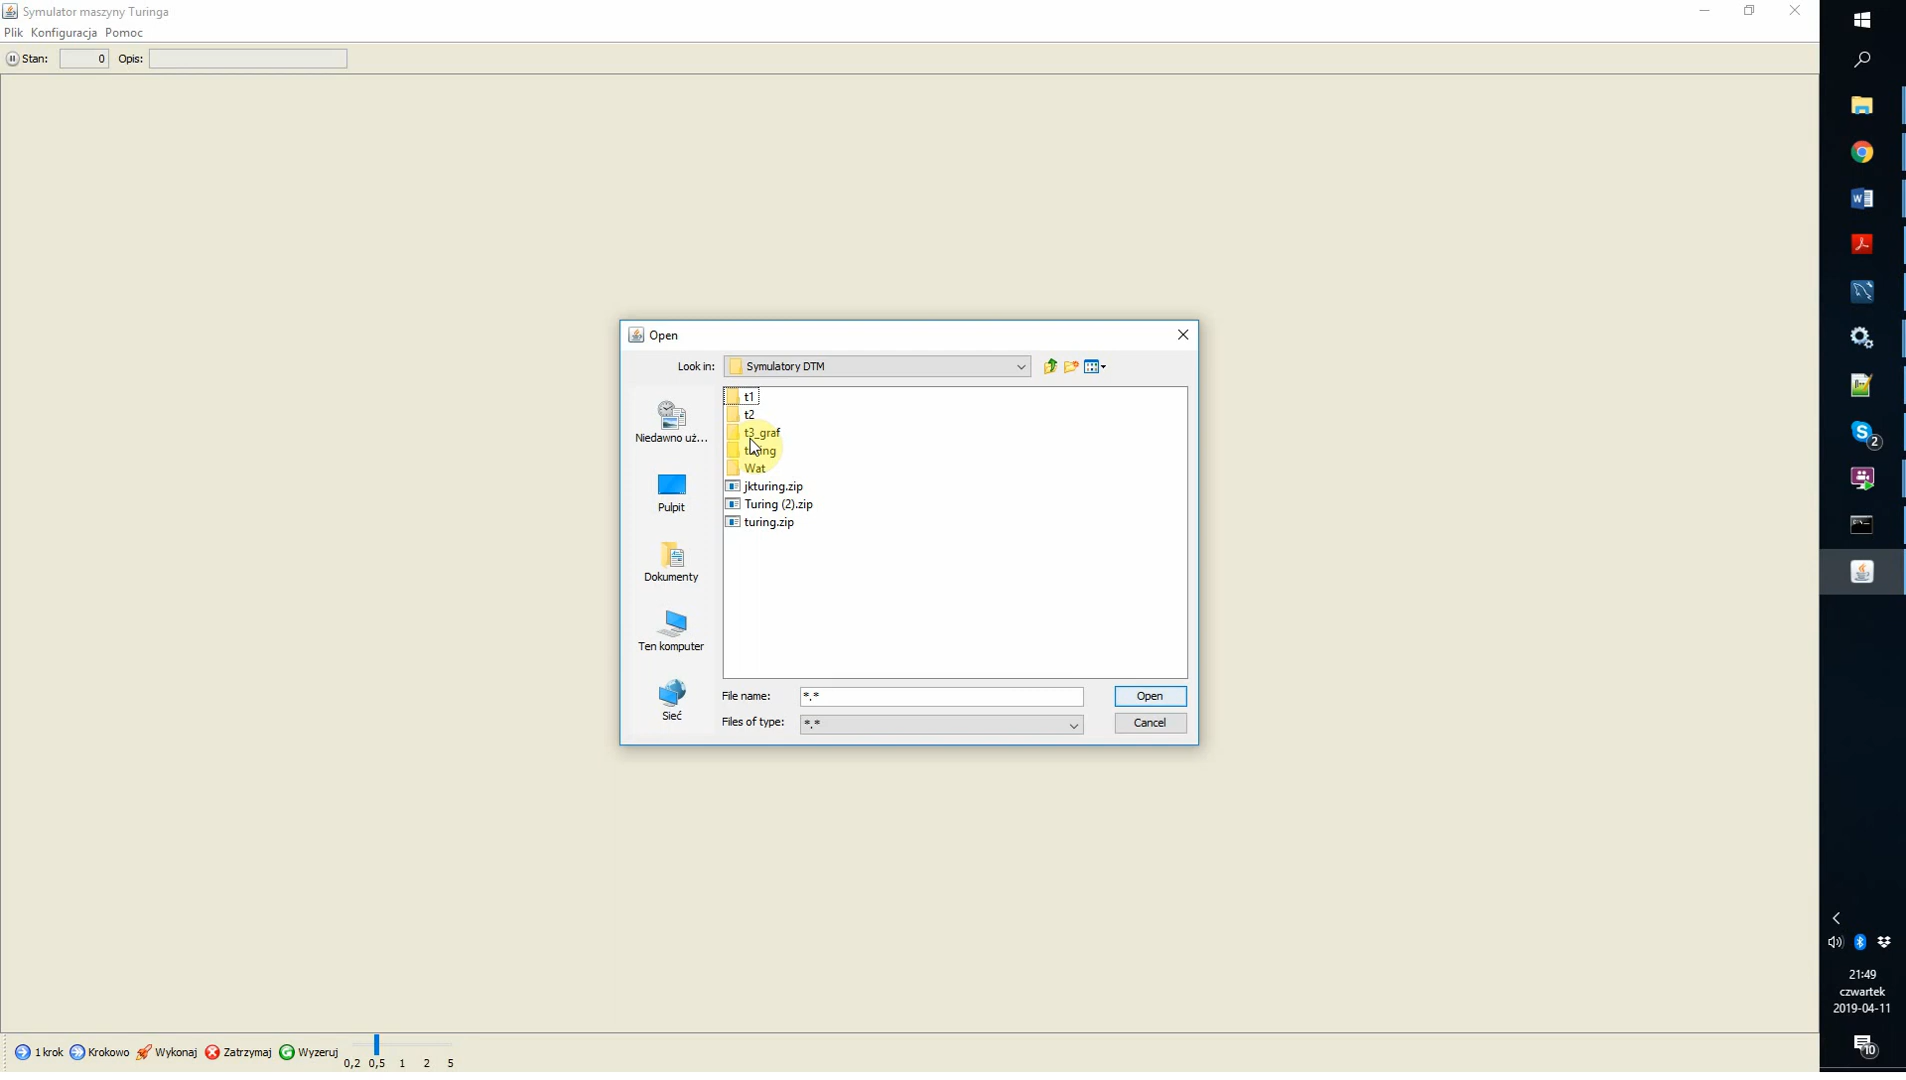 Symulator maszyny Turinga
Plik Konfiguracja Pomoc
Stan: 0 Opis:
Open
Look in: Symulatory DTM
t1
t2
t3_graf
turing
Wat
jkturing.zip
Turing (2).zip
turing.zip
Niedawno uż...
Pulpit
Dokumenty
Ten komputer
Sieć
File name: *.* Open
Files of type: *.* Cancel
1 krok Krokowo Wykonaj Zatrzymaj Wyzeruj
0,2 0,5 1 2 5
2
21:49
czwartek
2019-04-11
10